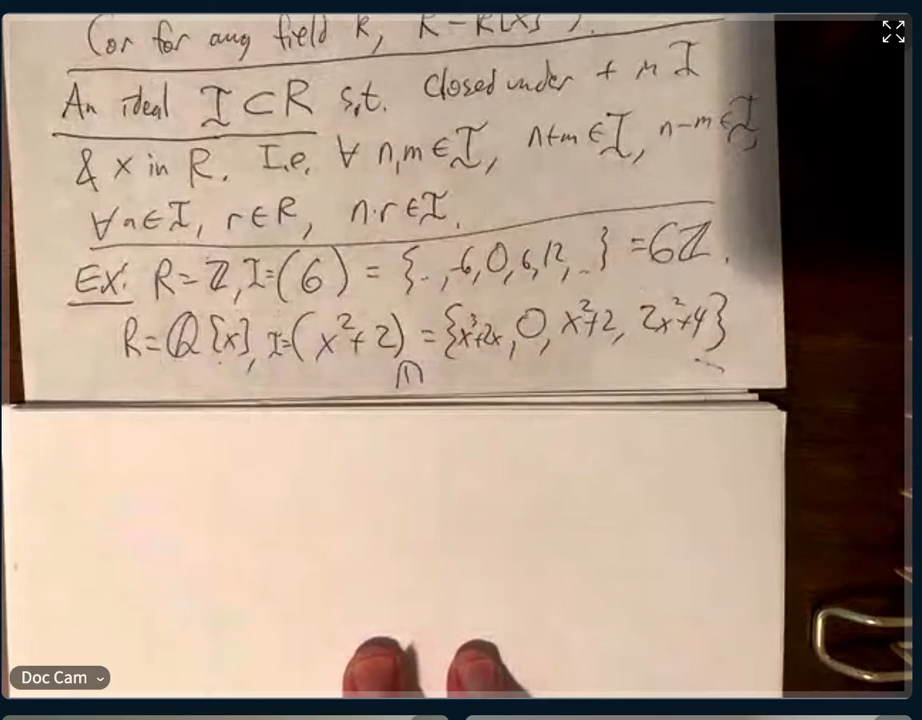 (or for any field k, R = k[x]).
An ideal I ⊂ R s.t. closed under + in I
& × in R. I.e. ∀ n,m ∈ I, n+m ∈ I, n-m ∈ I,
∀ n ∈ I, r ∈ R, n·r ∈ I.
EX: R = ℤ, I = (6) = {.., -6, 0, 6, 12, ..} = 6ℤ.
R = ℚ[x], I = (x²+2) = {x³+2x, 0, x²+2, 2x²+4}
Doc Cam